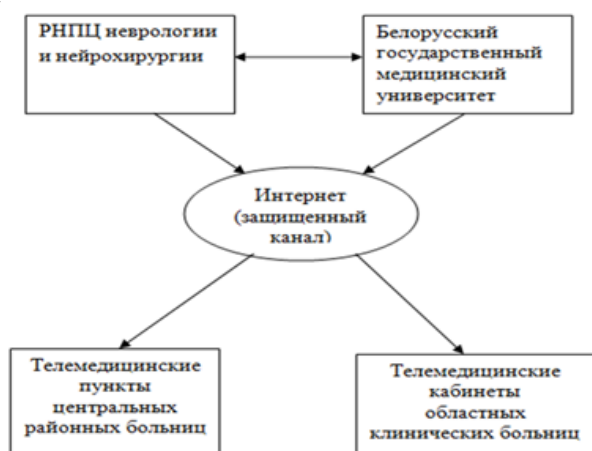 РНПЦ неврологии
и нейрохирургии
Белорусский
государственный
медицинский
университет
Интернет
(защищенный
канал)
Телемедицинские
пункты
центральных
районных больниц
Телемедицинские
кабинеты
областных
клинических больниц